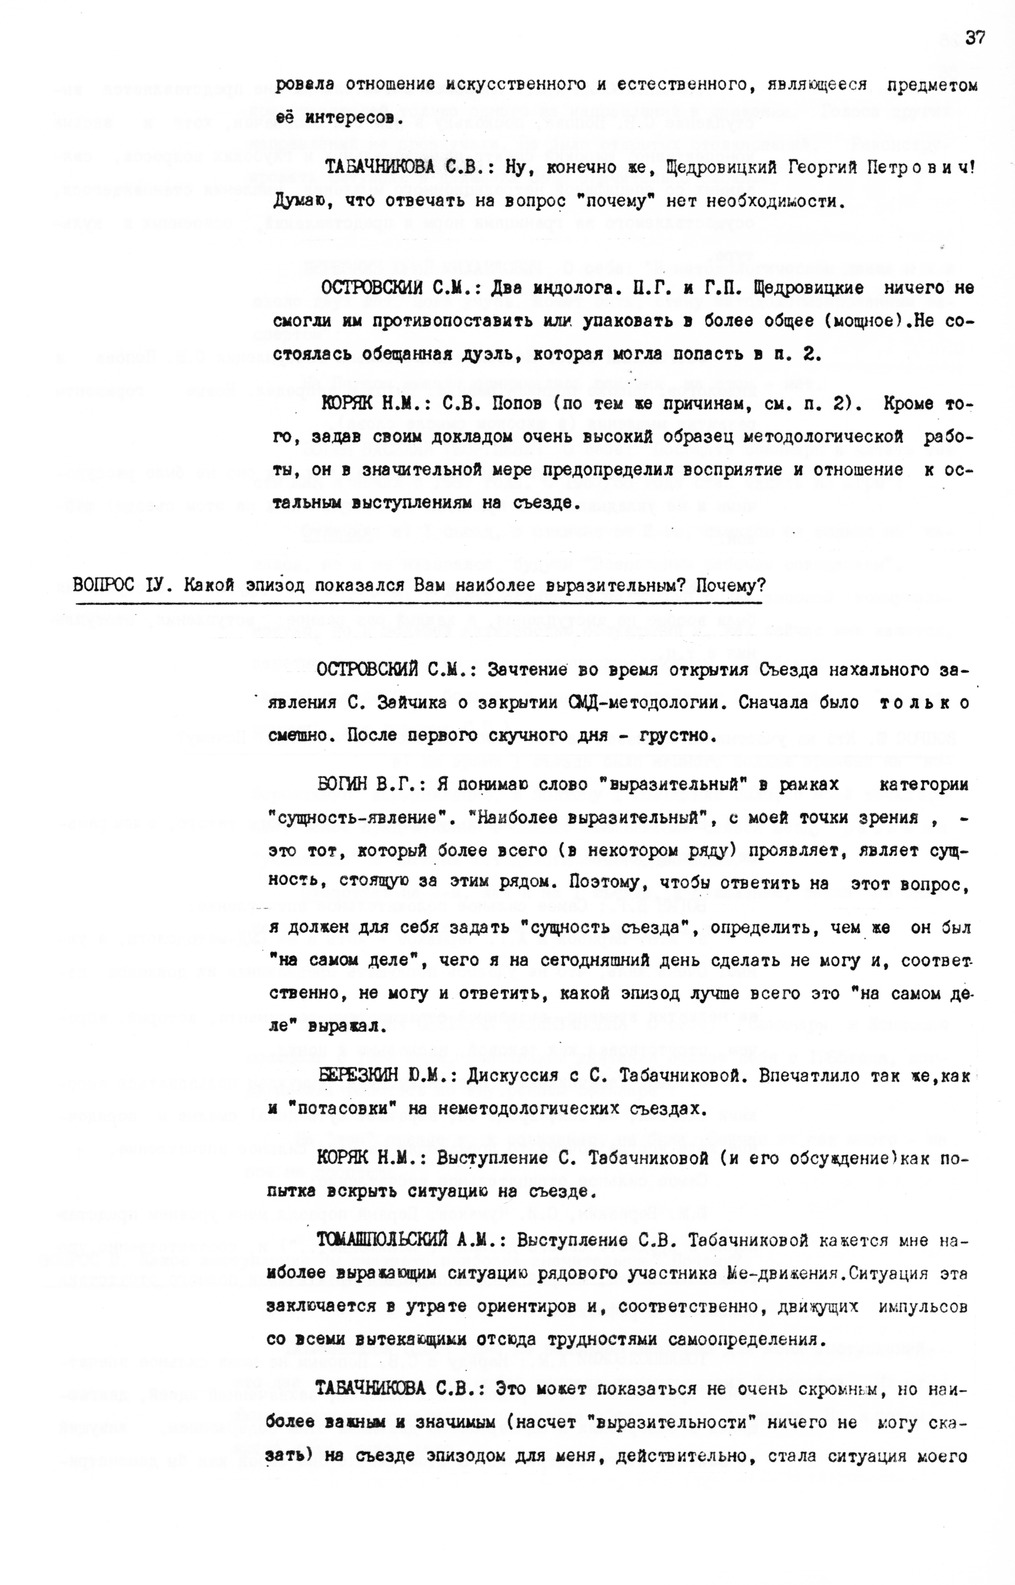 37
ровала отношение искусственного и естественного, являющееся предметом
её интересов.
ТАБАЧНИКОВА С.В.: Ну, конечно же, Щедровицкий Георгий Петр о в и ч!
Думаю, что отвечать на вопрос "почему" нет необходимости.
ОСТРОВСКИЙ С.М.: Два индолога. П.Г. и Г.П. Щедровицкие ничего не
смогли им противопоставить или упаковать в более общее (мощное).Не со-
стоялась обещанная дуэль, которая могла попасть в п. 2.
КОРЯК Н.М.: С.В. Попов (по тем же причинам, см. п. 2). Кроме то-
го, задав своим докладом очень высокий образец методологической рабо-
ты, он в значительной мере предопределил восприятие и отношение к ос-
тальным выступлениям на съезде.
ВОПРОС IУ. Какой эпизод показался Вам наиболее выразительным? Почему?
ОСТРОВСКИЙ С.М.: Зачтение во время открытия Съезда нахального за-
явления С. Зайчика о закрытии СМД-методологии. Сначала было т о л ь к о
смешно. После первого скучного дня - грустно.
БОГИН В.Г.: Я понимаю слово "выразительный" в рамках категории
"сущность-явление". "Наиболее выразительный", с моей точки зрения , -
это тот, который более всего (в некотором ряду) проявляет, являет сущ-
ность, стоящую за этим рядом. Поэтому, чтобы ответить на этот вопрос,
я должен для себя задать "сущность съезда", определить, чем же он был
"на самом деле", чего я на сегодняшний день сделать не могу и, соответ-
ственно, не могу и ответить, какой эпизод лучше всего это "на самом де-
ле" выражал.
БЕРЕЗКИН Ю.М.: Дискуссия с С. Табачниковой. Впечатлило так же,как
и "потасовки" на неметодологических съездах.
КОРЯК Н.М.: Выступление С. Табачниковой (и его обсуждение)как по-
пытка вскрыть ситуацию на съезде.
ТОМАШПОЛЬСКИЙ А.М.: Выступление С.В. Табачниковой кажется мне на-
иболее выражающим ситуацию рядового участника Ме-движения.Ситуация эта
заключается в утрате ориентиров и, соответственно, движущих импульсов
со всеми вытекающими отсюда трудностями самоопределения.
ТАБАЧНИКОВА С.В.: Это может показаться не очень скромным, но наи-
более важным и значимым (насчет "выразительности" ничего не могу ска-
зать) на съезде эпизодом для меня, действительно, стала ситуация моего